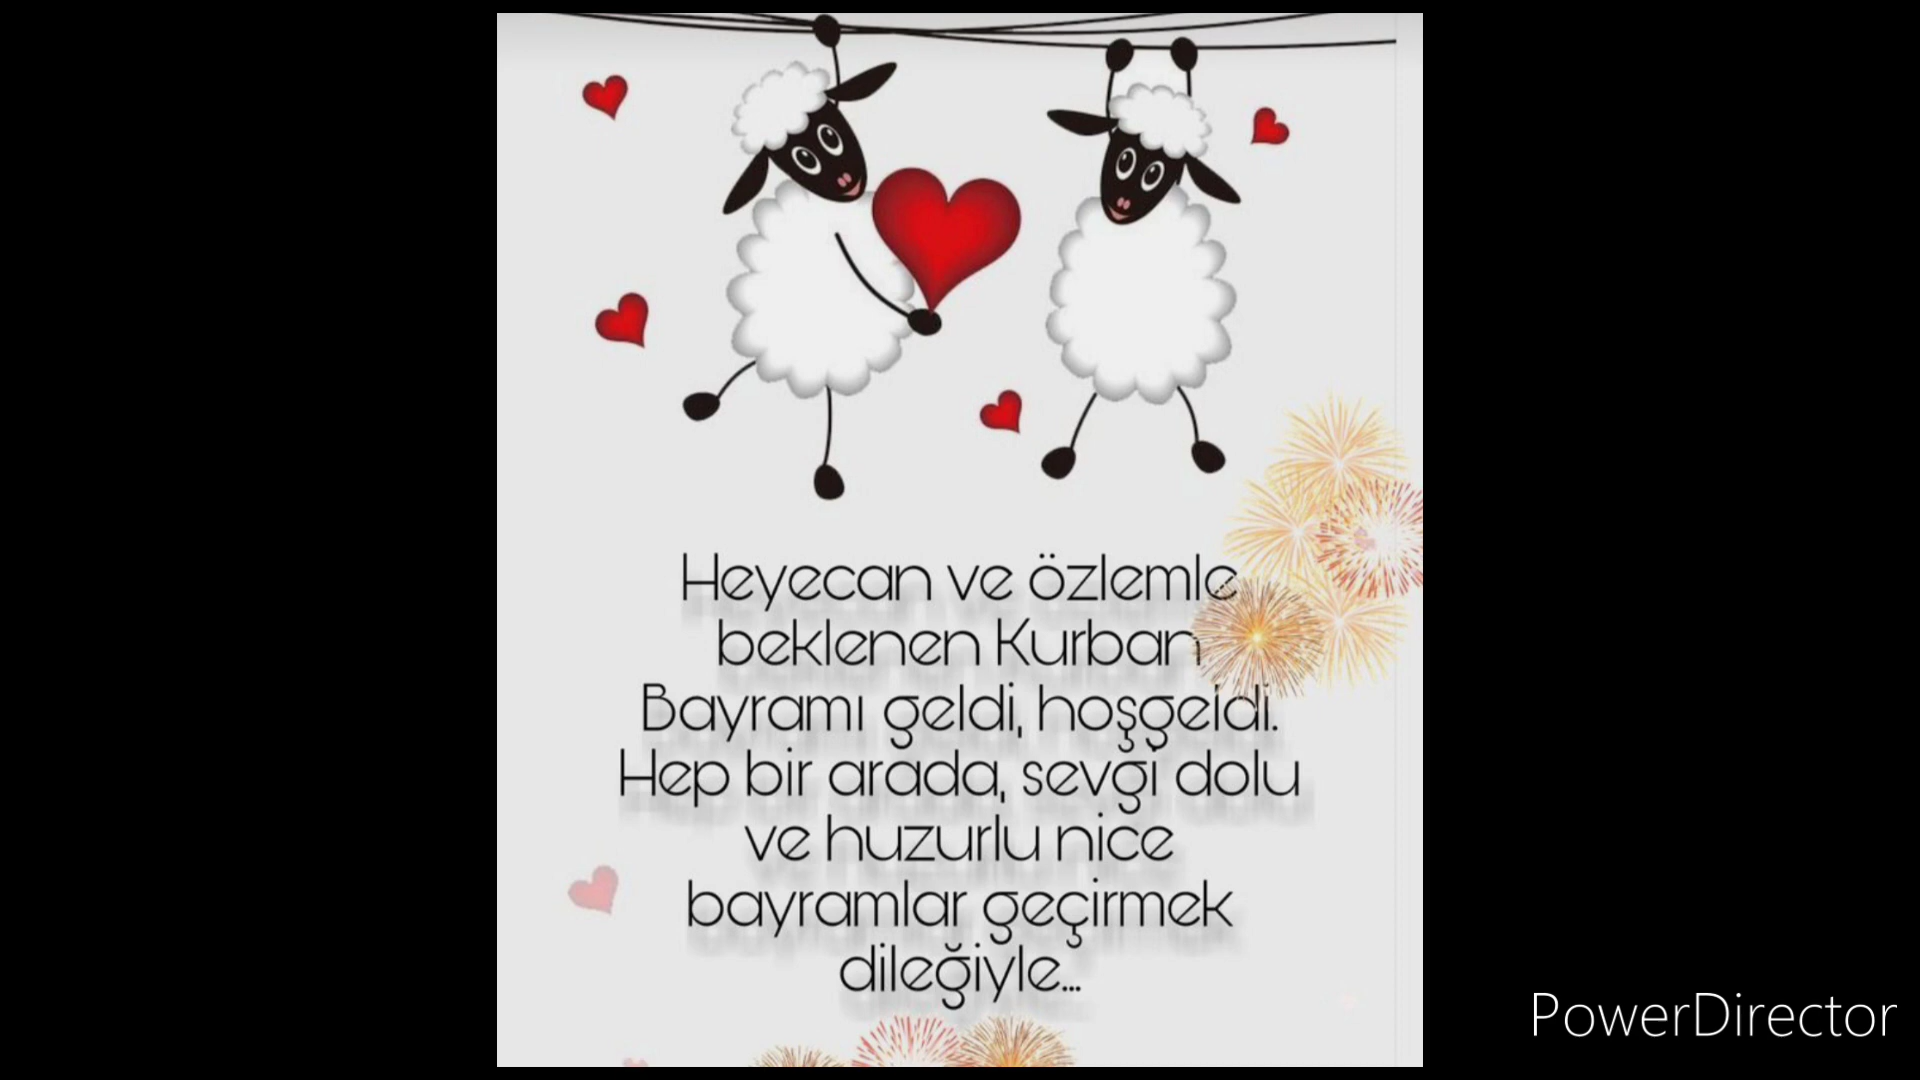 Heyecan ve özlemle
beklenen Kurban
Bayramı geldi, hoşgeldi.
Hep bir arada, sevgi dolu
ve huzurlu nice
bayramlar geçirmek
dileğiyle...
PowerDirector